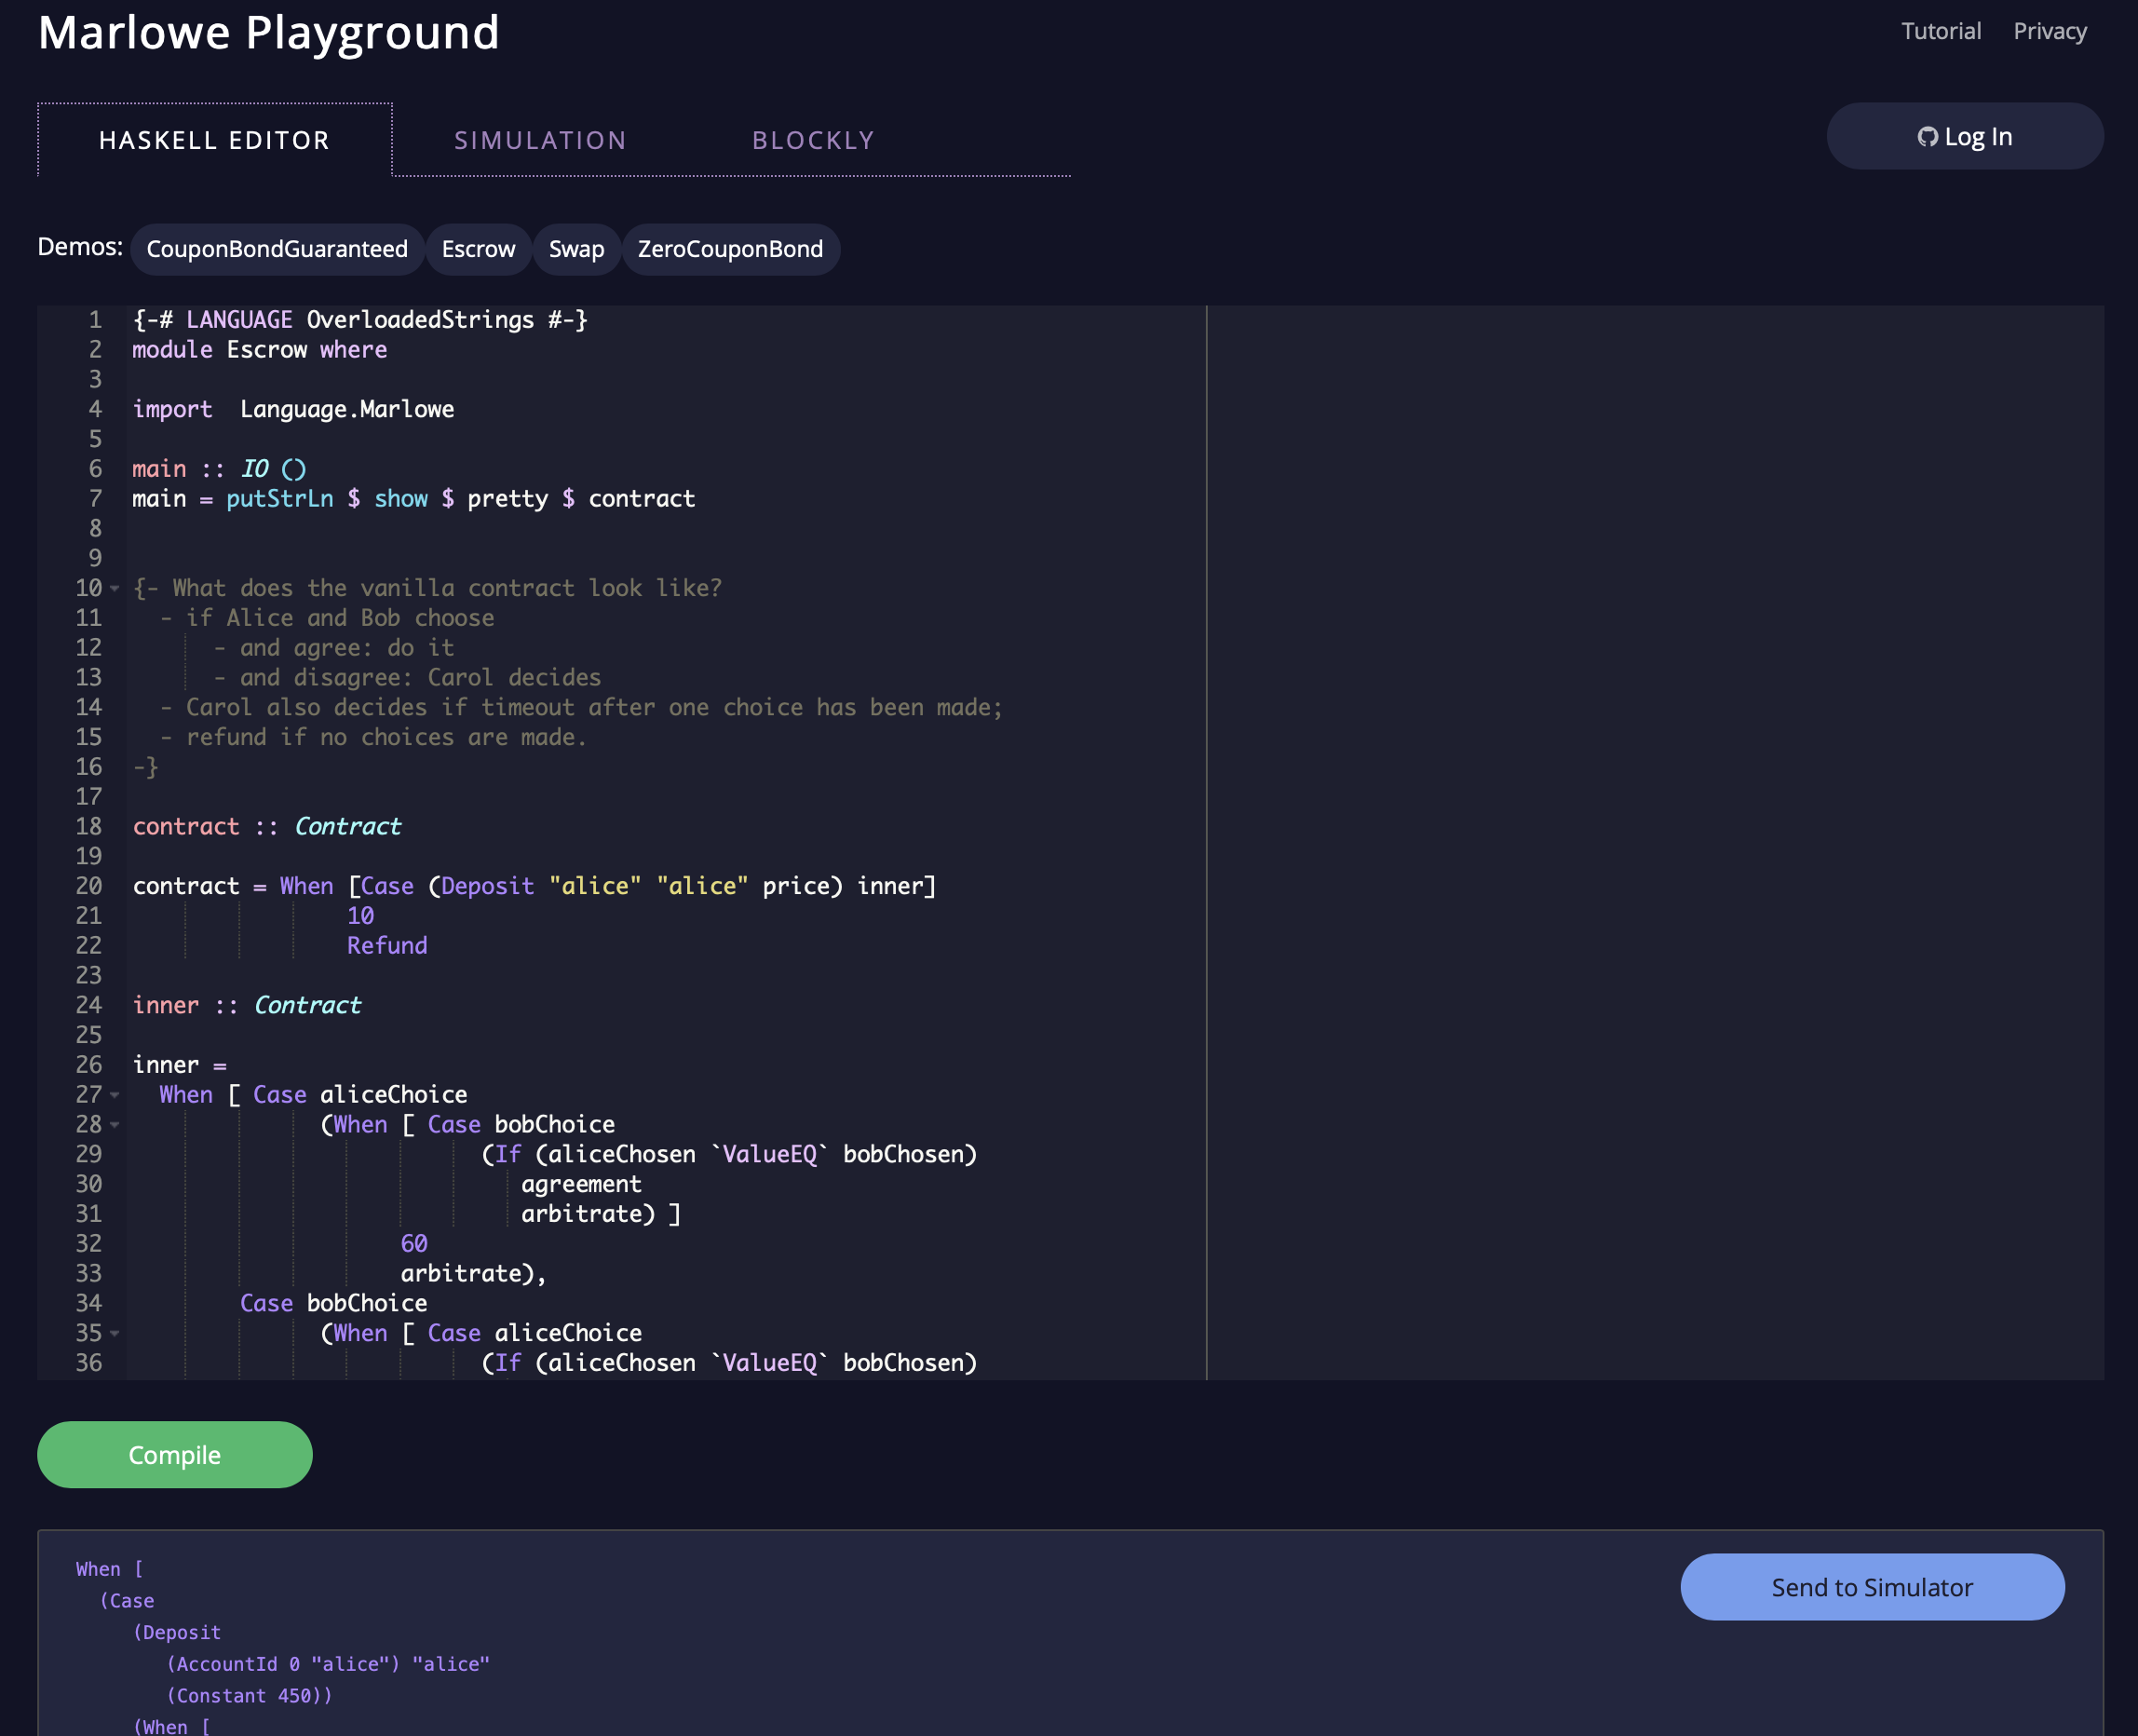 Marlowe Playground
Tutorial Privacy
HASKELL EDITOR SIMULATION BLOCKLY
Log In
Demos: CouponBondGuaranteed Escrow Swap ZeroCouponBond
1 {-# LANGUAGE OverloadedStrings #-}
2 module Escrow where
3
4 import  Language.Marlowe
5
6 main :: IO ()
7 main = putStrLn $ show $ pretty $ contract
8
9
10 {- What does the vanilla contract look like?
11   - if Alice and Bob choose
12       - and agree: do it
13       - and disagree: Carol decides
14   - Carol also decides if timeout after one choice has been made;
15   - refund if no choices are made.
16 -}
17
18 contract :: Contract
19
20 contract = When [Case (Deposit "alice" "alice" price) inner]
21                 10
22                 Refund
23
24 inner :: Contract
25
26 inner =
27   When [ Case aliceChoice
28               (When [ Case bobChoice
29                           (If (aliceChosen `ValueEQ` bobChosen)
30                              agreement
31                              arbitrate) ]
32                     60
33                     arbitrate),
34         Case bobChoice
35               (When [ Case aliceChoice
36                           (If (aliceChosen `ValueEQ` bobChosen)
Compile
Send to Simulator
When [
  (Case
     (Deposit
        (AccountId 0 "alice") "alice"
        (Constant 450))
     (When [